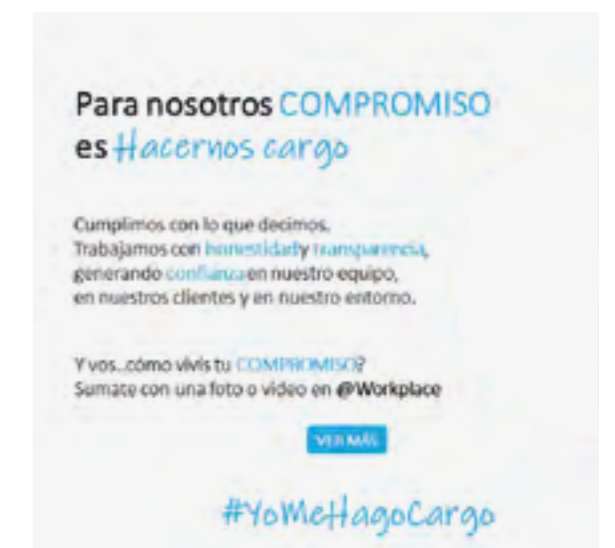 Para nosotros COMPROMISO
es Hacernos cargo
Cumplimos con lo que decimos.
Trabajamos con honestidad y transparencia,
generando confianza en nuestro equipo,
en nuestros clientes y en nuestro entorno.
Y vos..cómo vivís tu COMPROMISO?
Sumate con una foto o video en @Workplace
VER MÁS
#YoMeHagoCargo